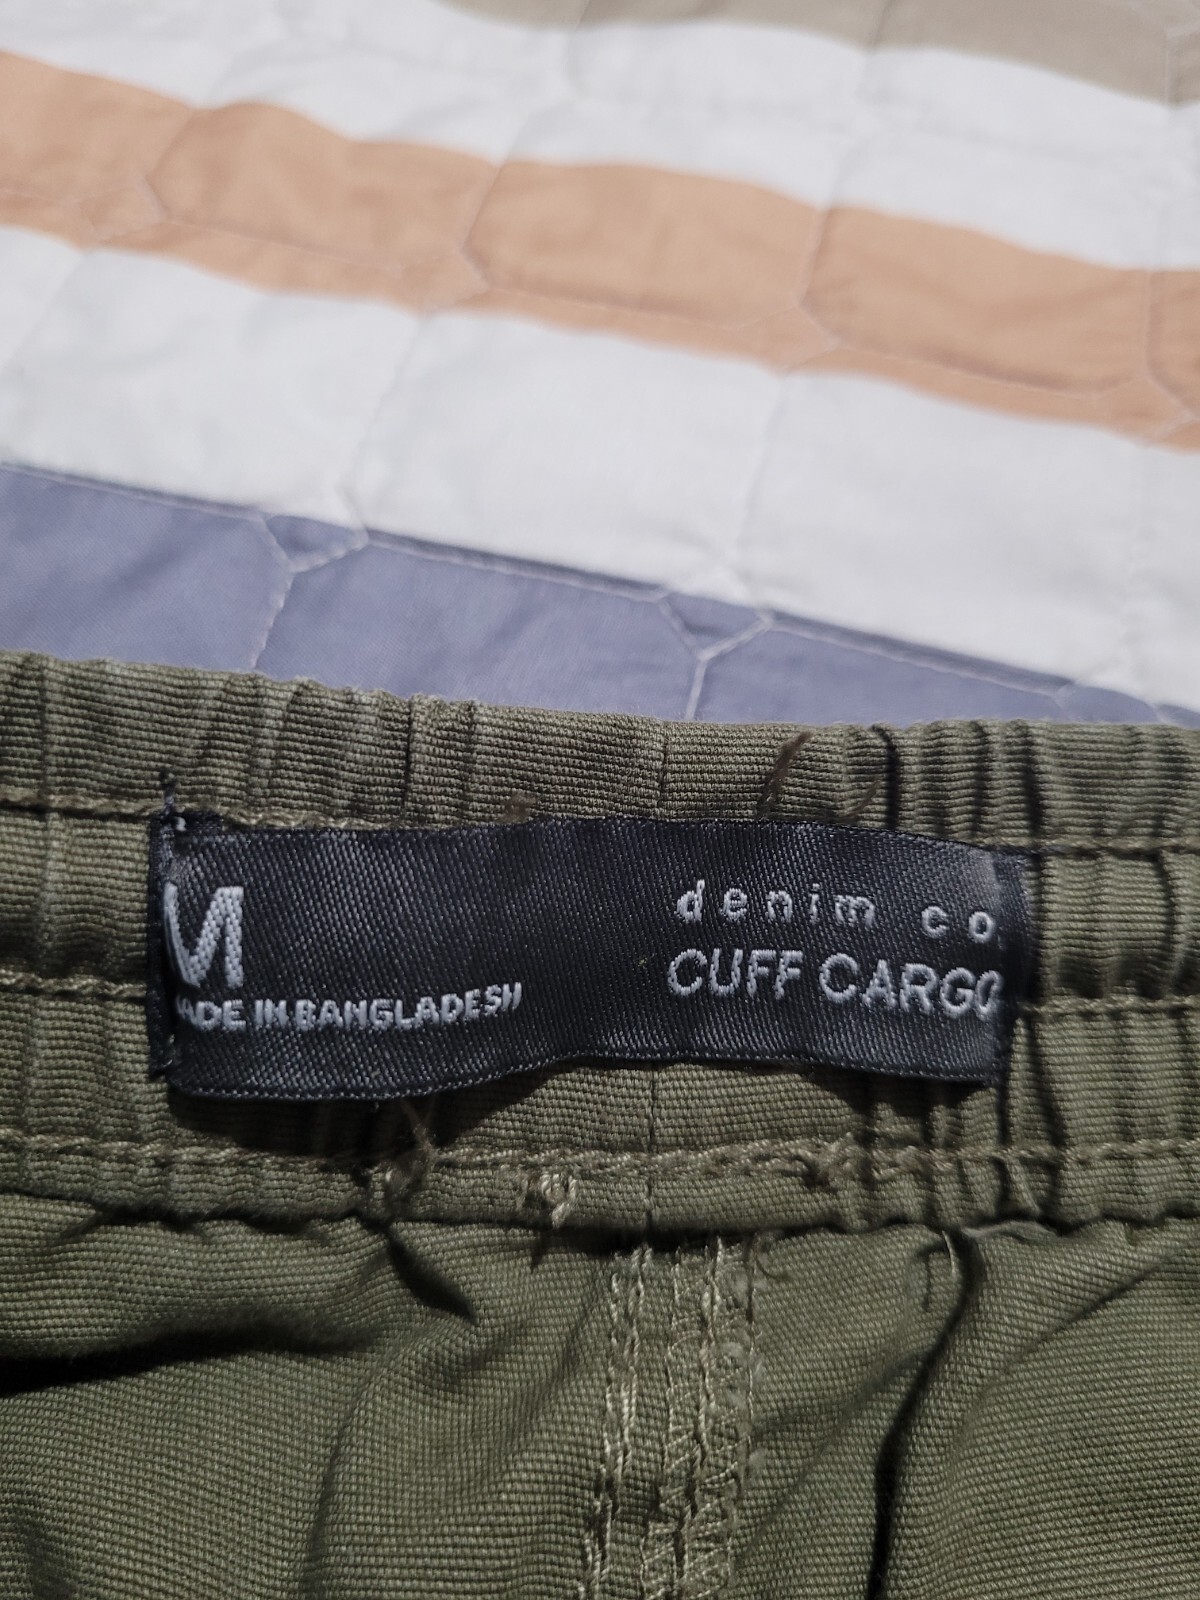 M
MADE IN BANGLADESH
denim co.
CUFF CARGO